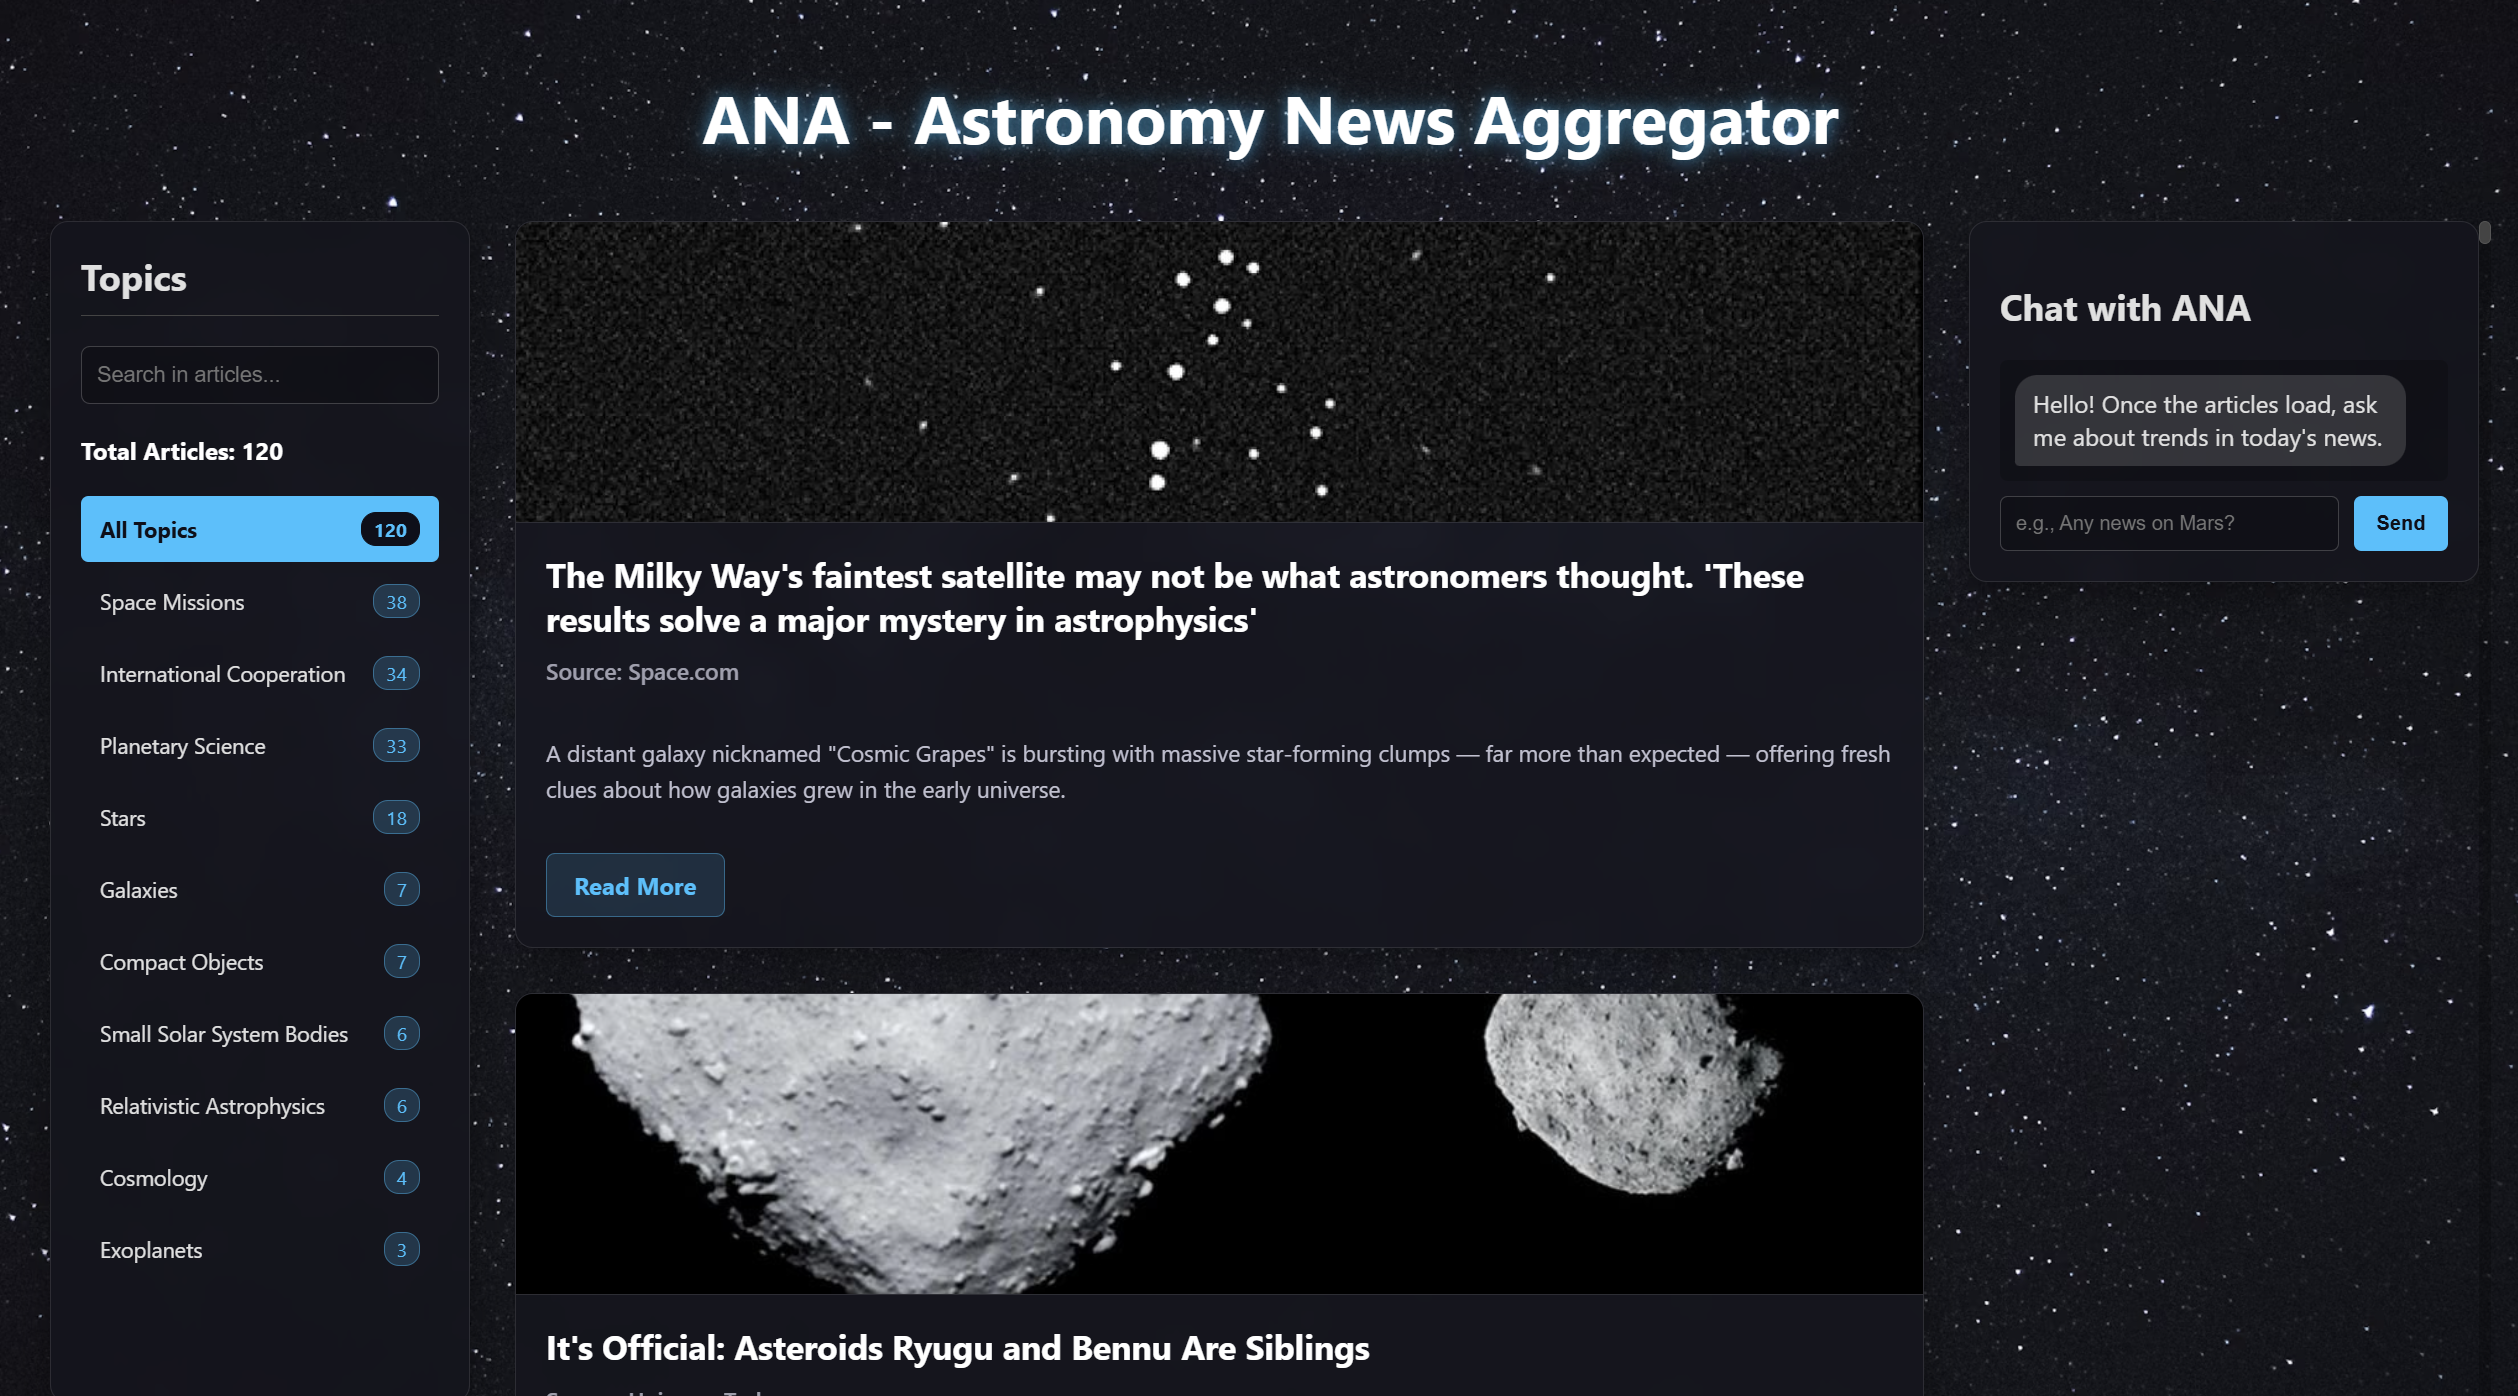 ANA - Astronomy News Aggregator
Topics
Search in articles...
Total Articles: 120
All Topics 120
Space Missions 38
International Cooperation 34
Planetary Science 33
Stars 18
Galaxies 7
Compact Objects 7
Small Solar System Bodies 6
Relativistic Astrophysics 6
Cosmology 4
Exoplanets 3
The Milky Way's faintest satellite may not be what astronomers thought. 'These
results solve a major mystery in astrophysics'
Source: Space.com
A distant galaxy nicknamed "Cosmic Grapes" is bursting with massive star-forming clumps — far more than expected — offering fresh
clues about how galaxies grew in the early universe.
Read More
It's Official: Asteroids Ryugu and Bennu Are Siblings
Chat with ANA
Hello! Once the articles load, ask
me about trends in today's news.
e.g., Any news on Mars?
Send